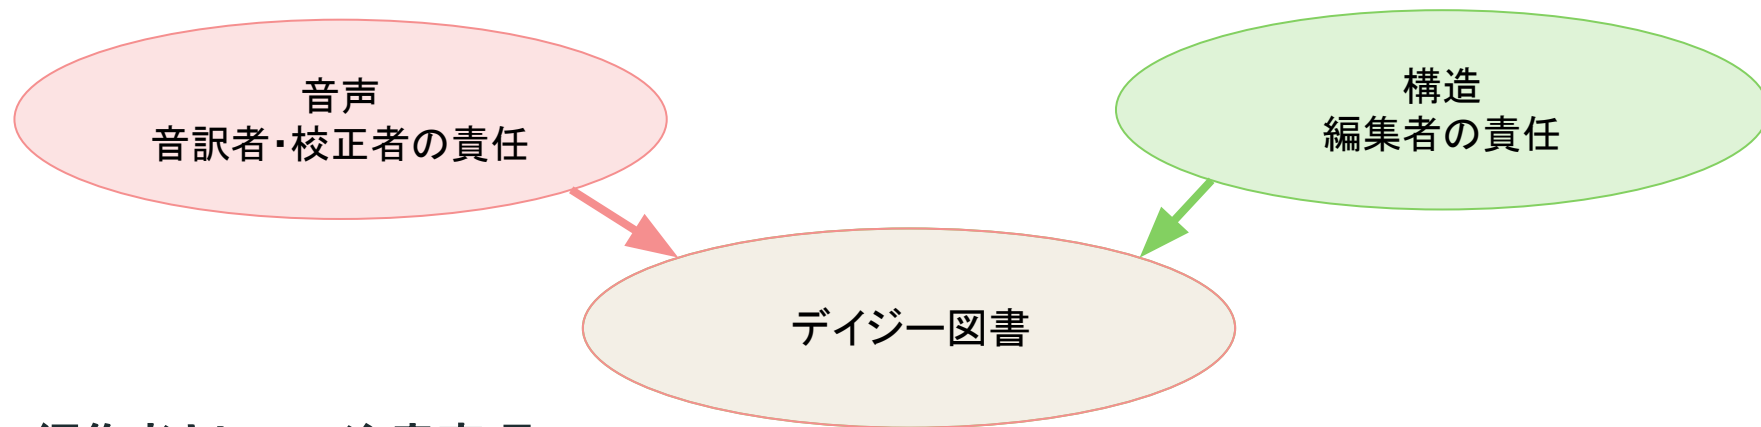 音声
音訳者・校正者の責任
構造
編集者の責任
デイジー図書